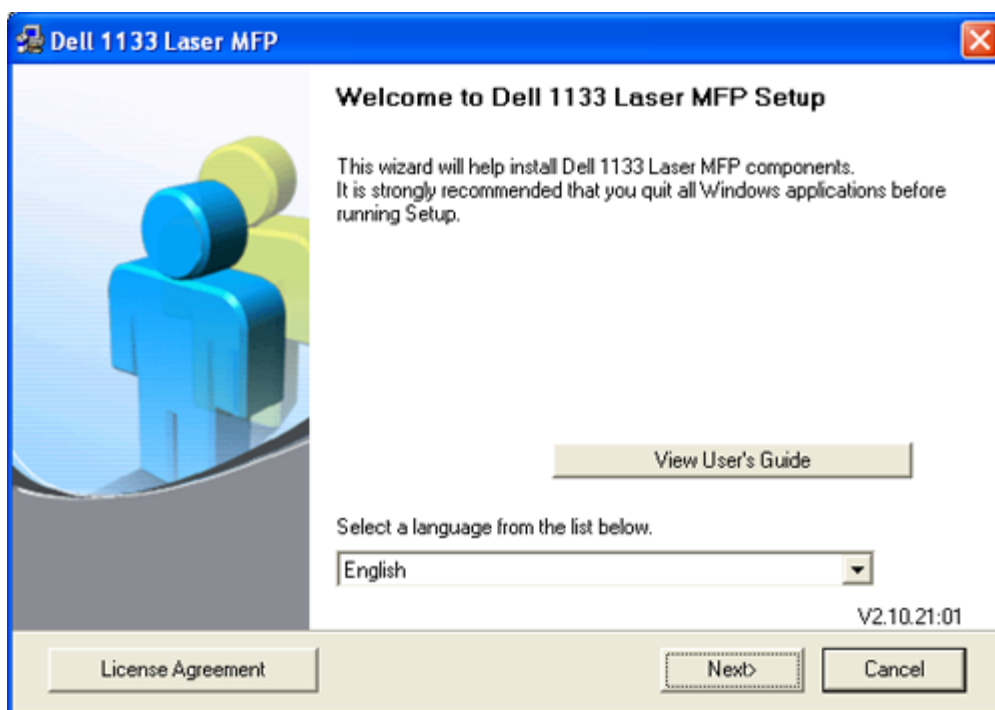 Dell 1133 Laser MFP
Welcome to Dell 1133 Laser MFP Setup
This wizard will help install Dell 1133 Laser MFP components.
It is strongly recommended that you quit all Windows applications before
running Setup.
View User's Guide
Select a language from the list below.
English
V2.10.21:01
License Agreement
Next>
Cancel